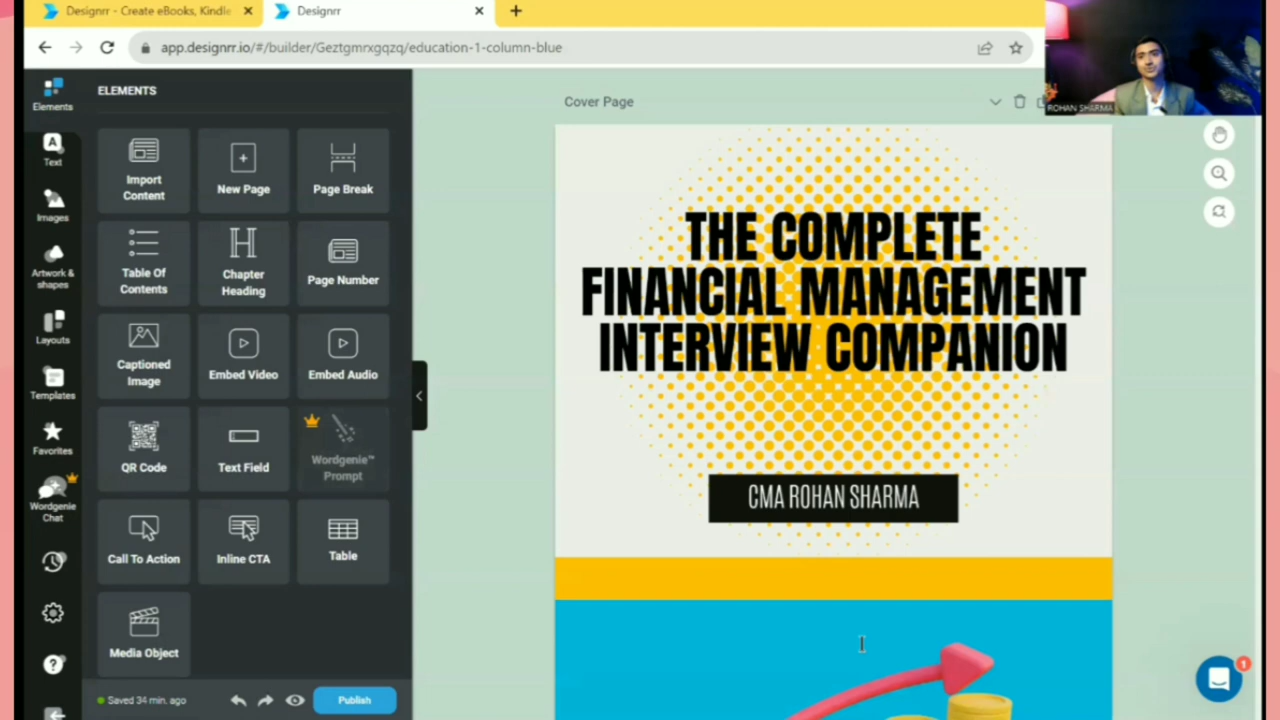 Designrr - Create eBooks, Kindle
Designrr
app.designrr.io/#/builder/Geztgmrxgqzq/education-1-column-blue
ROHAN SHARMA
Elements
Text
Images
Artwork &
shapes
Layouts
Templates
Favorites
Wordgenie
Chat
ELEMENTS
Import
Content
New Page
Page Break
Table Of
Contents
Chapter
Heading
Page Number
Captioned
Image
Embed Video
Embed Audio
QR Code
Text Field
Wordgenie™
Prompt
Call To Action
Inline CTA
Table
Media Object
Saved 34 min. ago
Publish
Cover Page
THE COMPLETE
FINANCIAL MANAGEMENT
INTERVIEW COMPANION
CMA ROHAN SHARMA
1